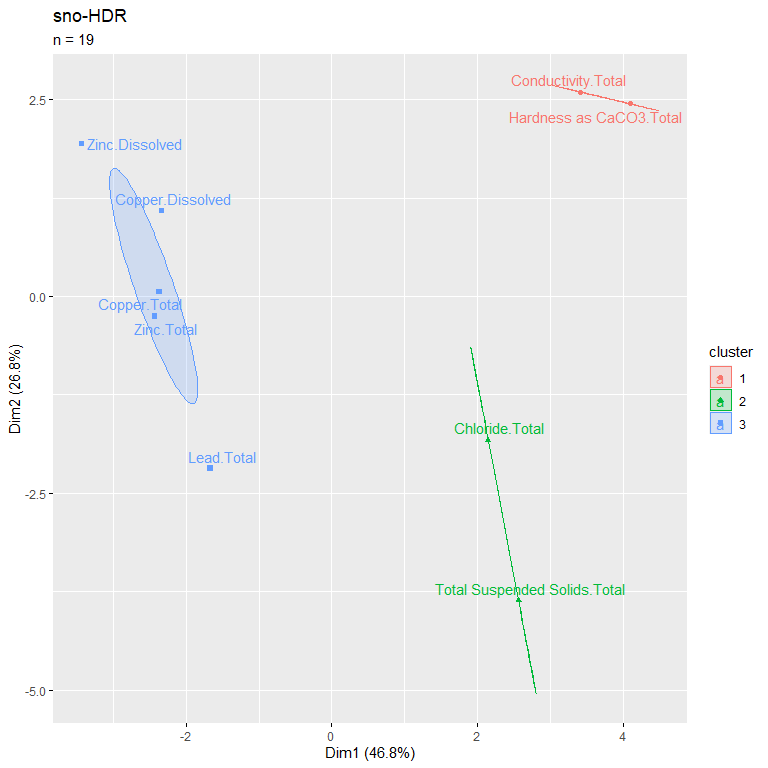 sno-HDR
n = 19
Conductivity.Total
2.5
Hardness as CaCO3.Total
Zinc.Dissolved
Copper.Dissolved
0.0
Copper.Total
Zinc.Total
cluster
a 1
a 2
a 3
Dim2 (26.8%)
Chloride.Total
Lead.Total
-2.5
Total Suspended Solids.Total
-5.0
-2
0
2
4
Dim1 (46.8%)